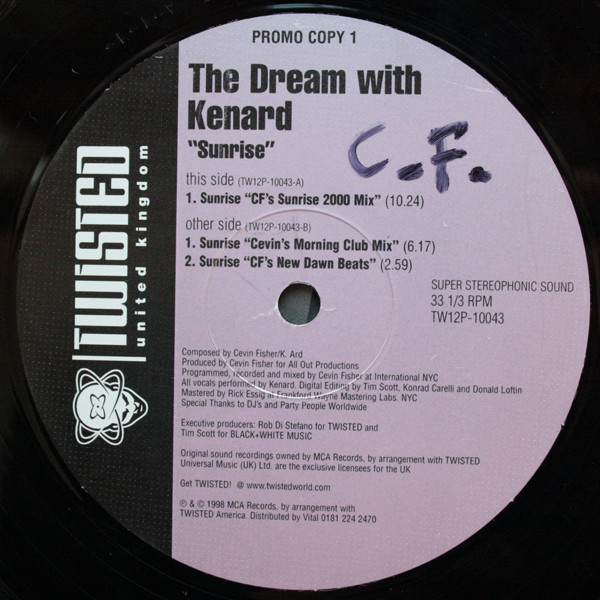 PROMO COPY 1
The Dream with
Kenard
"Sunrise"
C.F.
this side (TW12P-10043-A)
1. Sunrise "CF's Sunrise 2000 Mix" (10.24)
other side (TW12P-10043-B)
1. Sunrise "Cevin's Morning Club Mix" (6.17)
2. Sunrise "CF's New Dawn Beats" (2.59)
SUPER STEREOPHONIC SOUND
33 1/3 RPM
TW12P-10043
TWISTED
united kingdom
Composed by Cevin Fisher/K. Ard
Produced by Cevin Fisher for All Out Productions
Programmed, recorded and mixed by Cevin Fisher at International NYC
All vocals performed by Kenard. Digital Editing by Tim Scott, Konrad Carelli and Donald Loftin
Mastered by Rick Essig at Frankford Wayne Mastering Labs. NYC
Special Thanks to DJ's and Party People Worldwide
Executive producers: Rob Di Stefano for TWISTED and
Tim Scott for BLACK+WHITE MUSIC
Original sound recordings owned by MCA Records, by arrangement with TWISTED
Universal Music (UK) Ltd. are the exclusive licensees for the UK
Get TWISTED! @ www.twistedworld.com
℗ & © 1998 MCA Records, by arrangement with
TWISTED America. Distributed by Vital 0181 224 2470